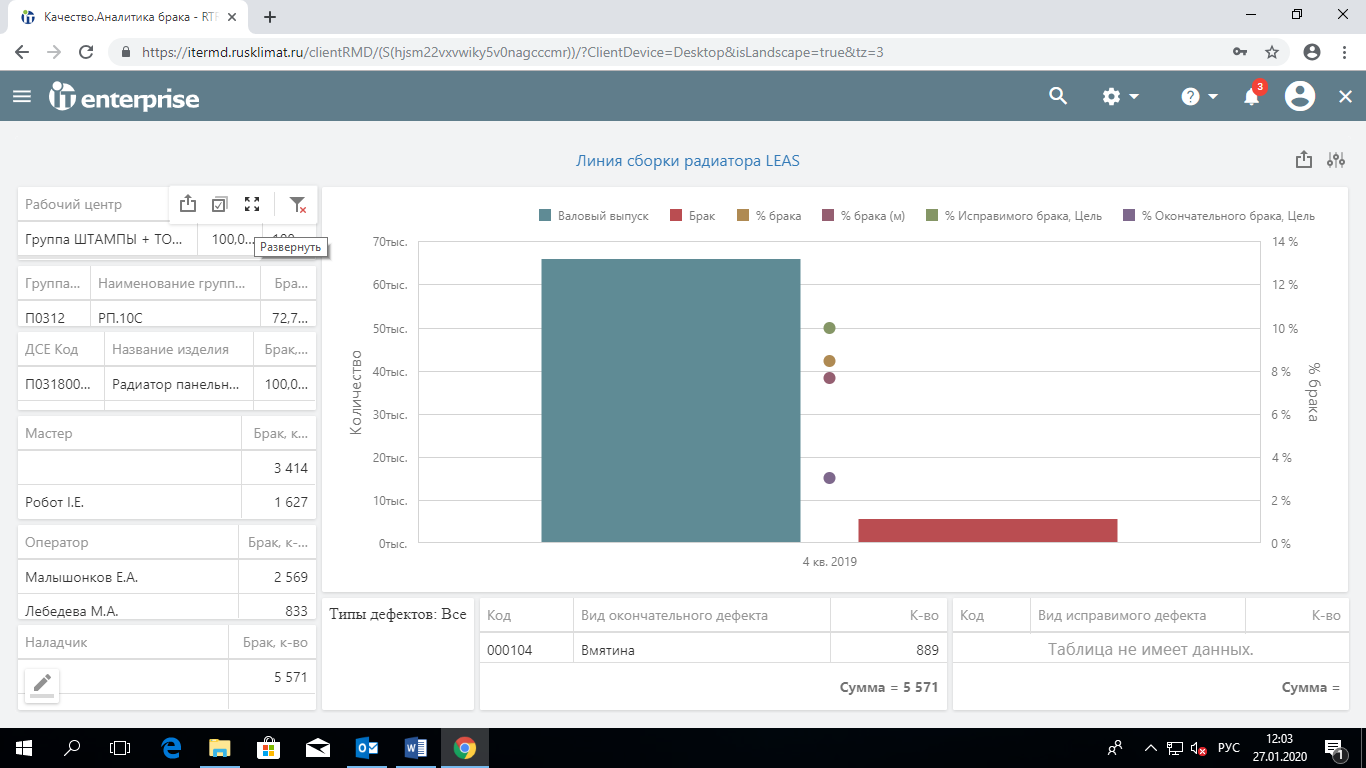 Качество.Аналитика брака - RTF
https://itermd.rusklimat.ru/clientRMD/(S(hjsm22vxvwiky5v0nagcccmr))/?ClientDevice=Desktop&isLandscape=true&tz=3
it enterprise
3
Линия сборки радиатора LEAS
Рабочий центр
Группа ШТАМПЫ + ТО... 100,0...
Развернуть
Группа... Наименование групп... Бра...
П0312 РП.10С 72,7...
ДСЕ Код Название изделия Брак,...
П031800... Радиатор панельн... 100,0...
Мастер Брак, к...
3 414
Робот I.E. 1 627
Оператор Брак, к-...
Малышонков Е.А. 2 569
Лебедева М.А. 833
Наладчик Брак, к-во
5 571
Валовый выпуск Брак % брака % брака (м) % Исправимого брака, Цель % Окончательного брака, Цель
70тыс. 14 %
60тыс. 12 %
50тыс. 10 %
40тыс. 8 %
30тыс. 6 %
20тыс. 4 %
10тыс. 2 %
0тыс. 0 %
Количество
% брака
4 кв. 2019
Типы дефектов: Все
Код Вид окончательного дефекта К-во
000104 Вмятина 889
Сумма = 5 571
Код Вид исправимого дефекта К-во
Таблица не имеет данных.
Сумма =
РУС
12:03
27.01.2020
1